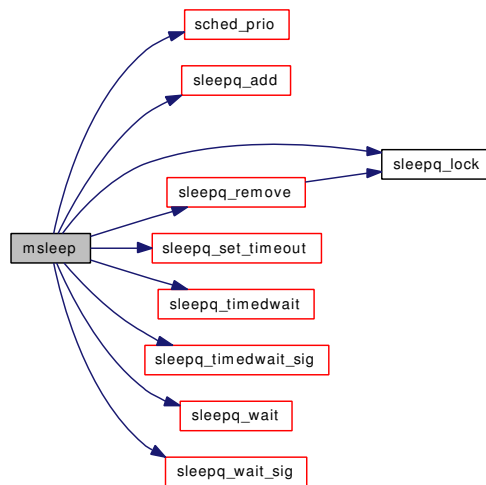 sched_prio
sleepq_add
sleepq_lock
sleepq_remove
msleep
sleepq_set_timeout
sleepq_timedwait
sleepq_timedwait_sig
sleepq_wait
sleepq_wait_sig